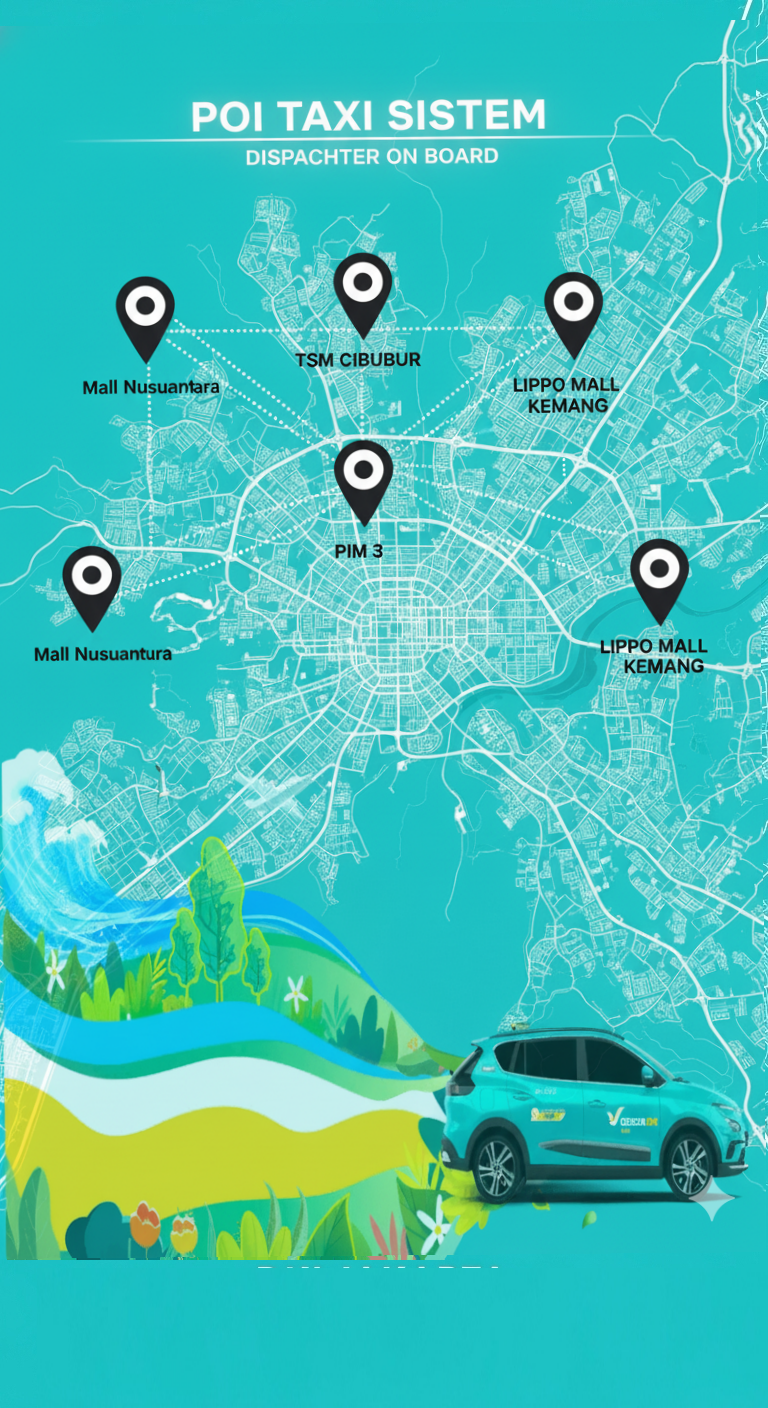 POI TAXI SISTEM
DISPACHTER ON BOARD
TSM CIBUBUR
Mall Nusuantara
LIPPO MALL
KEMANG
PIM 3
Mall Nusuantura
LIPPO MALL
KEMANG